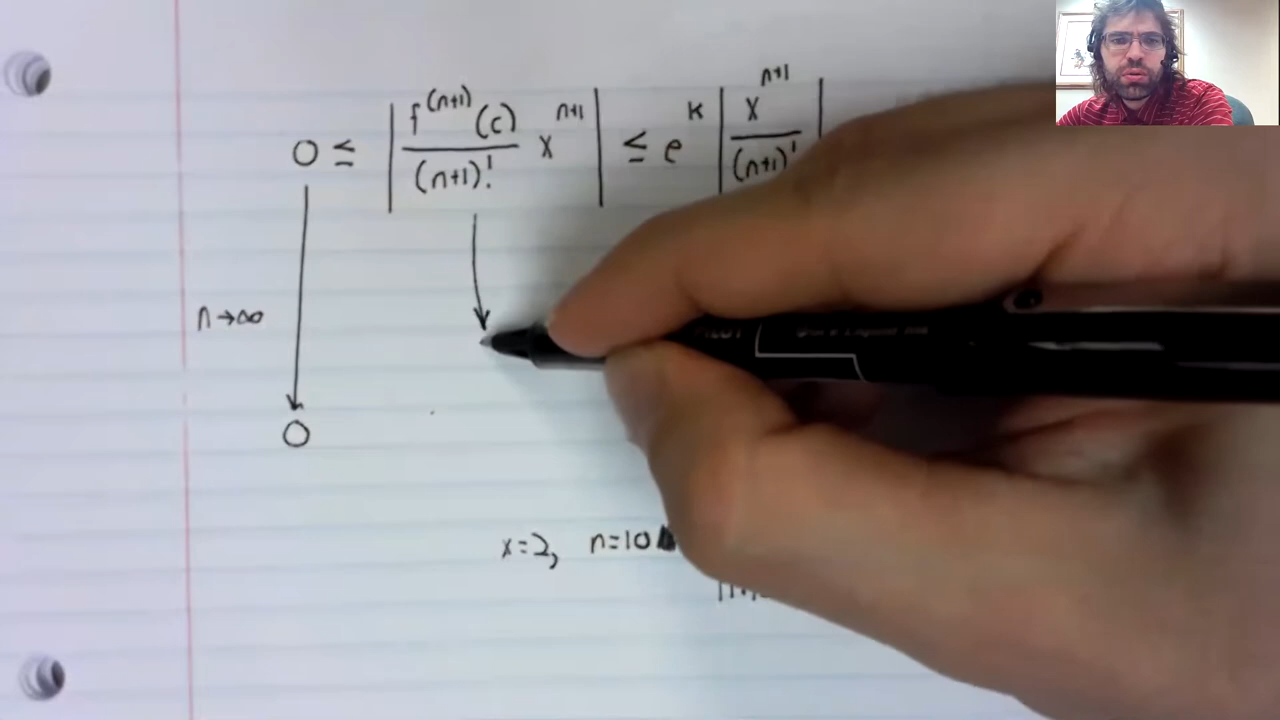 0 ≤ | f^(n+1) (c) / (n+1)! x^n+1 | ≤ e^K | x^n+1 / (n+1)! |
n→∞
0
x=2, n=10